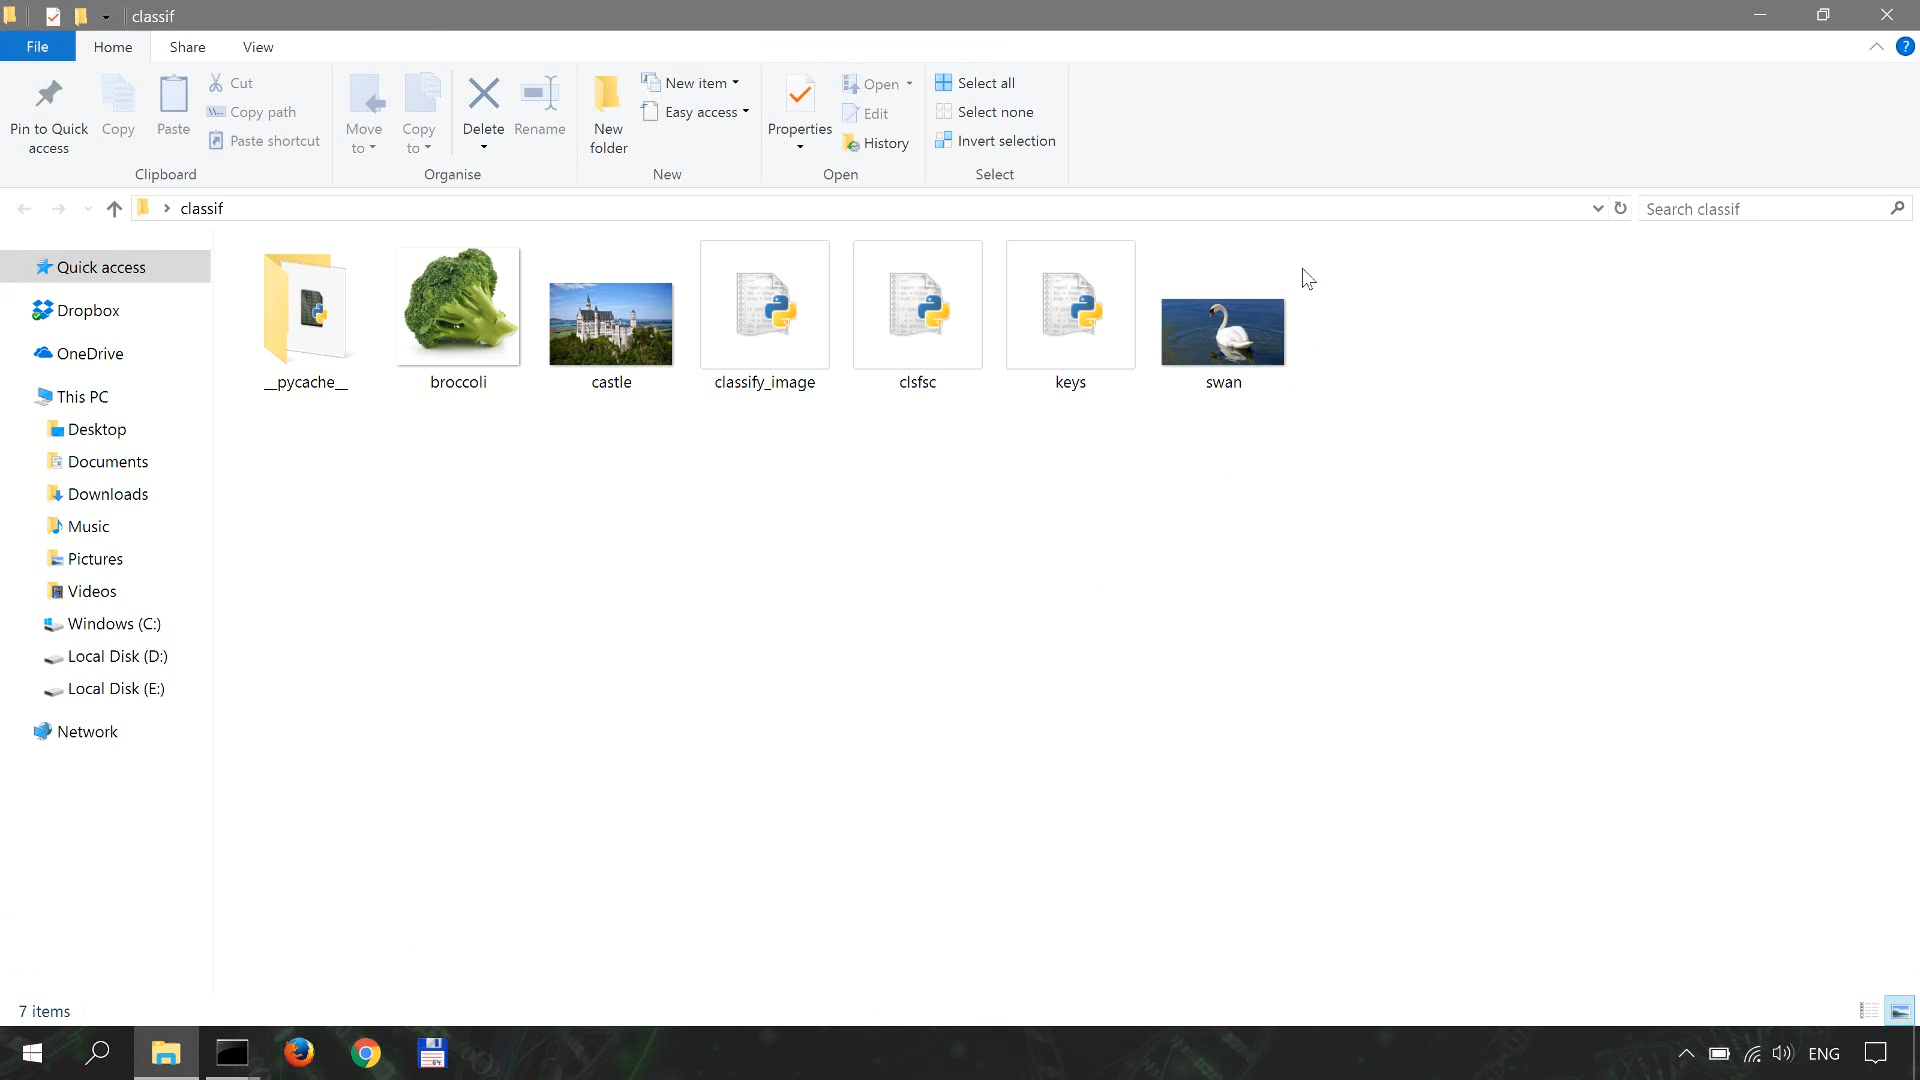 classif
File
Home
Share
View
?
Pin to Quick
access
Copy
Paste
Cut
Copy path
Paste shortcut
Clipboard
Move
to
Copy
to
Delete
Rename
Organise
New
folder
New item
Easy access
New
Properties
Open
Edit
History
Open
Select all
Select none
Invert selection
Select
classif
Search classif
Quick access
Dropbox
OneDrive
This PC
Desktop
Documents
Downloads
Music
Pictures
Videos
Windows (C:)
Local Disk (D:)
Local Disk (E:)
Network
__pycache__
broccoli
castle
classify_image
clsfsc
keys
swan
7 items
64
ENG